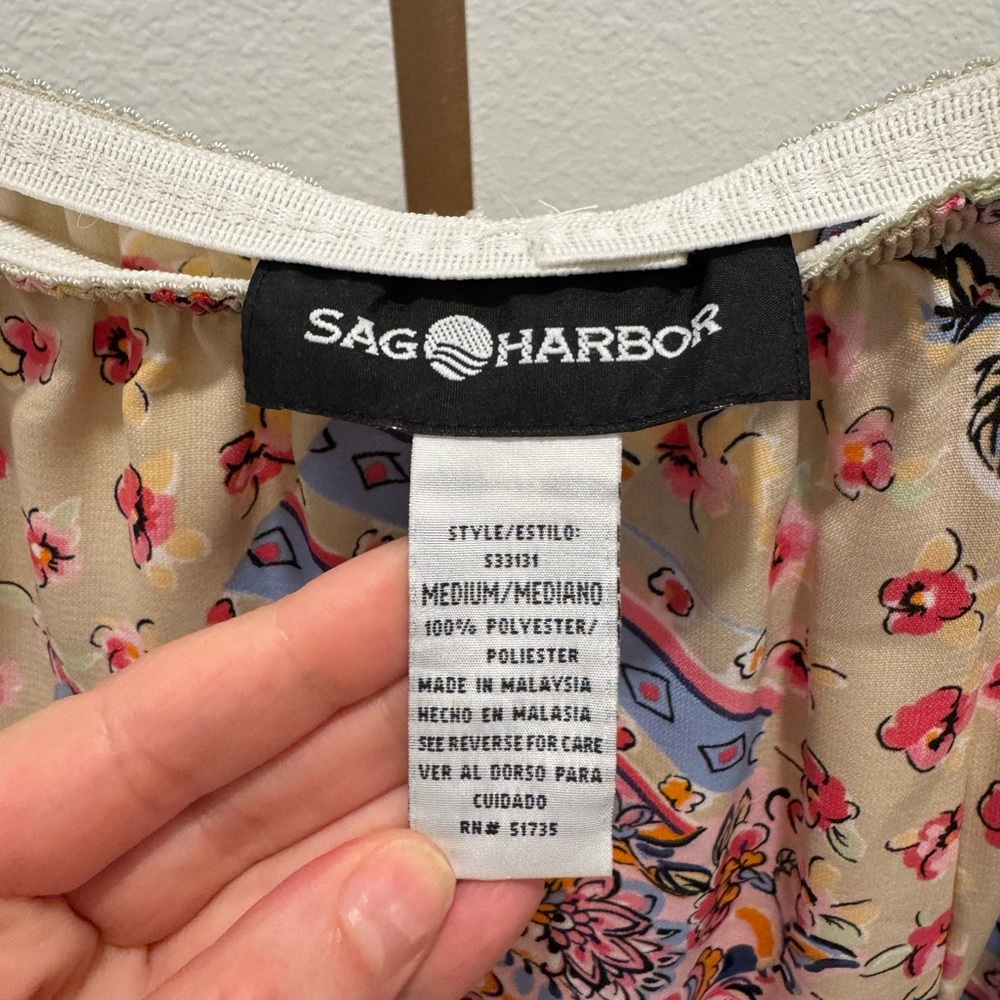 SAG HARBOR
STYLE/ESTILO:
S33131
MEDIUM/MEDIANO
100% POLYESTER/
POLIESTER
MADE IN MALAYSIA
HECHO EN MALASIA
SEE REVERSE FOR CARE
VER AL DORSO PARA
CUIDADO
RN# 51735